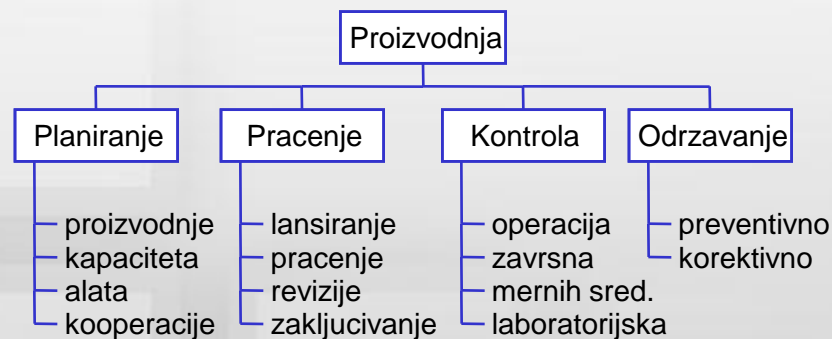 Proizvodnja
Planiranje
proizvodnje
kapaciteta
alata
kooperacije
Pracenje
lansiranje
pracenje
revizije
zakljucivanje
Kontrola
operacija
zavrsna
mernih sred.
laboratorijska
Odrzavanje
preventivno
korektivno